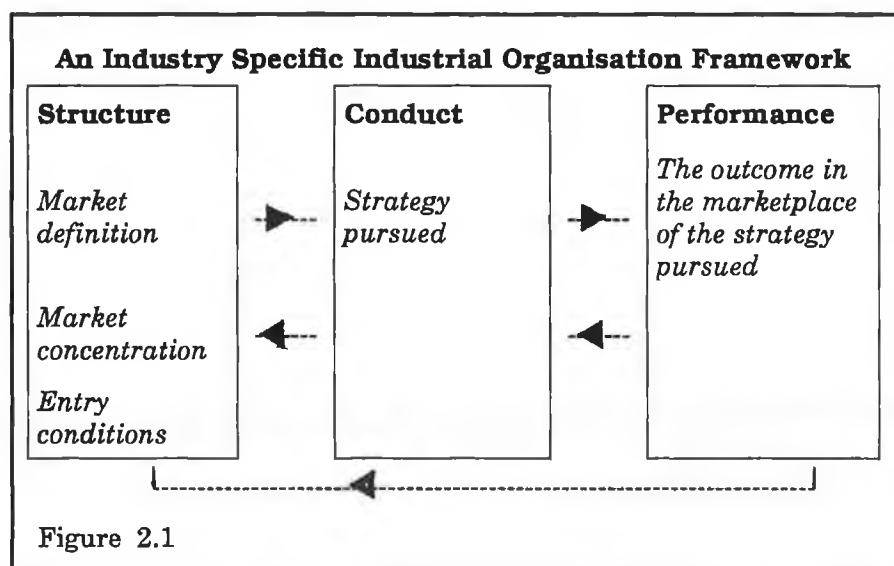 An Industry Specific Industrial Organisation Framework
Structure
Market
definition
Market
concentration
Entry
conditions
Conduct
Strategy
pursued
Performance
The outcome in
the marketplace
of the strategy
pursued
Figure 2.1